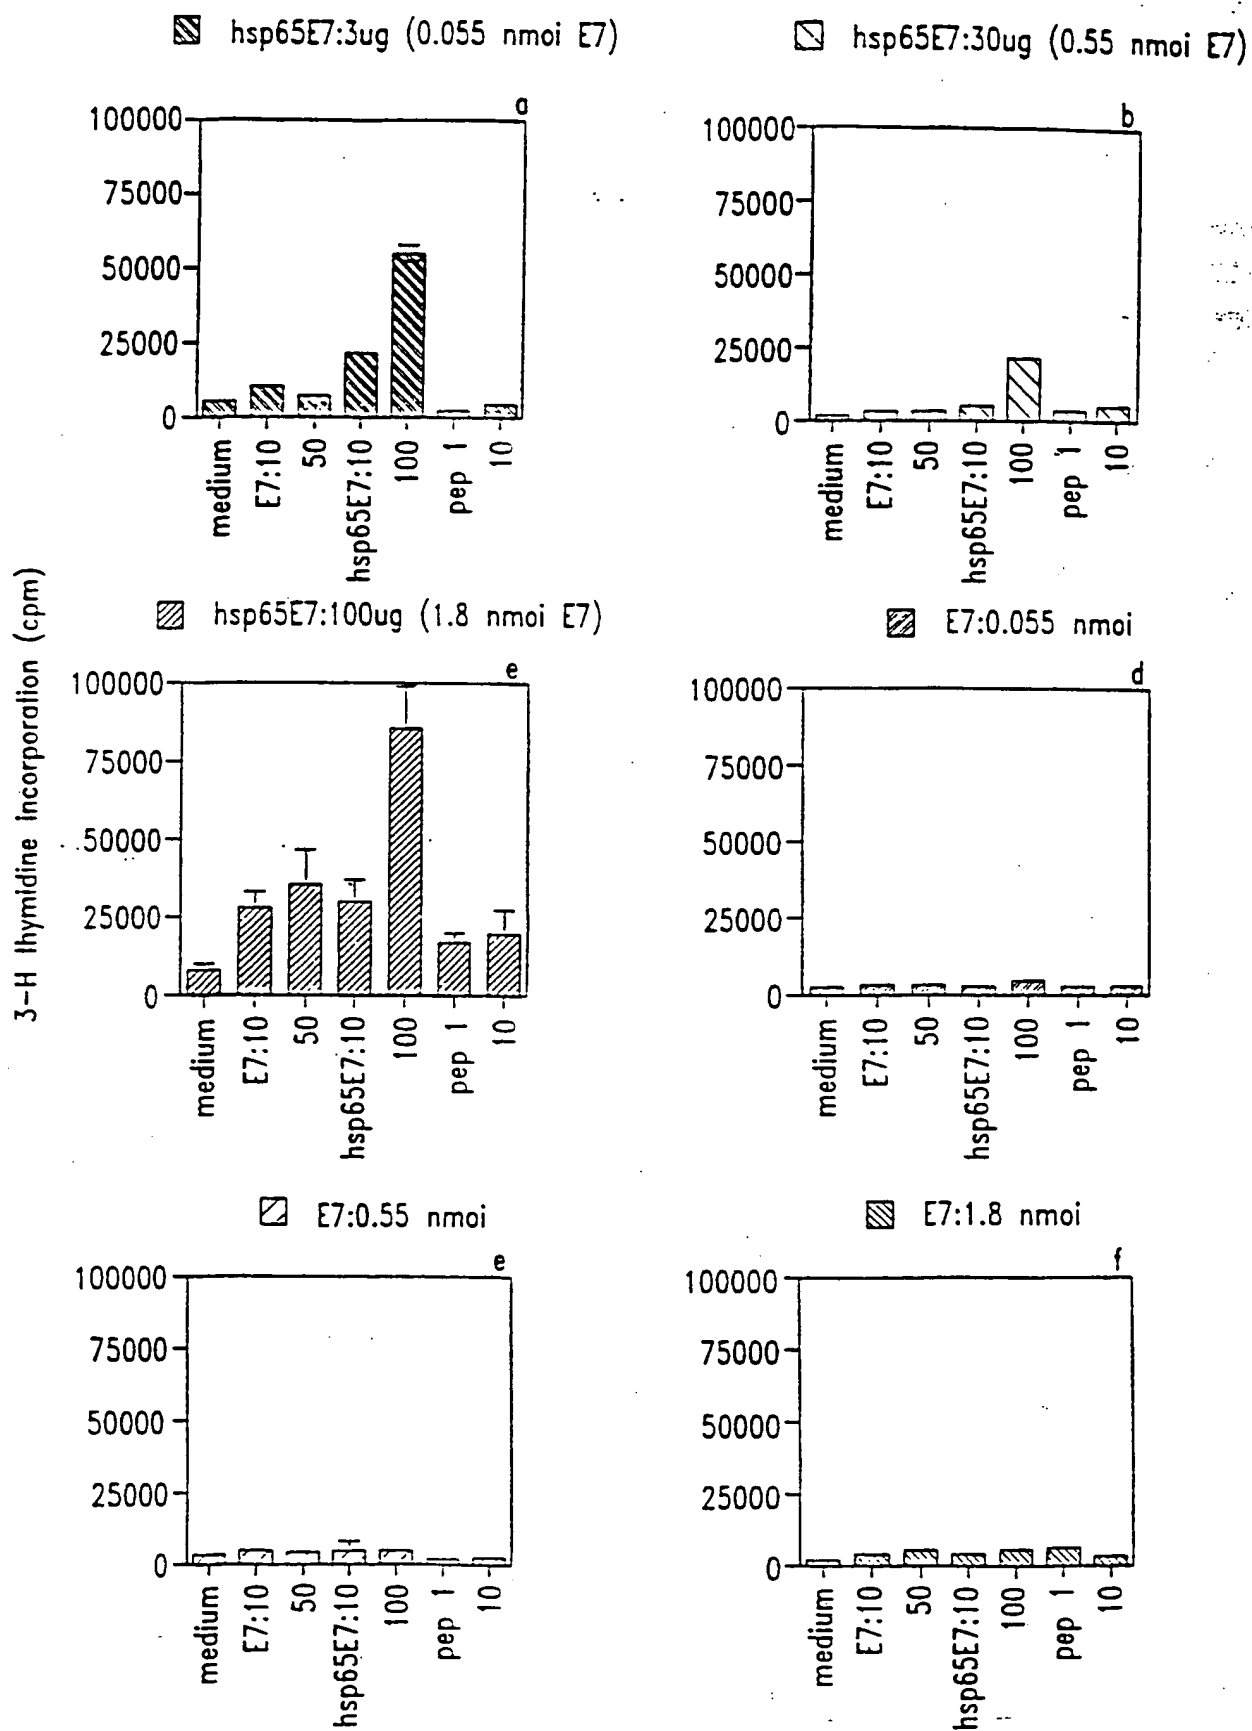 hsp65E7:3ug (0.055 nmoi E7)
a
100000
75000
50000
25000
0
medium
E7:10
50
hsp65E7:10
100
pep 1
10
hsp65E7:30ug (0.55 nmoi E7)
b
100000
75000
50000
25000
0
medium
E7:10
50
hsp65E7:10
100
pep 1
10
3-H Ihymidine incorporalion (cpm)
hsp65E7:100ug (1.8 nmoi E7)
e
100000
75000
50000
25000
0
medium
E7:10
50
hsp65E7:10
100
pep 1
10
E7:0.055 nmoi
d
100000
75000
50000
25000
0
medium
E7:10
50
hsp65E7:10
100
pep 1
10
E7:0.55 nmoi
e
100000
75000
50000
25000
0
medium
E7:10
50
hsp65E7:10
100
pep 1
10
E7:1.8 nmoi
f
100000
75000
50000
25000
0
medium
E7:10
50
hsp65E7:10
100
pep 1
10